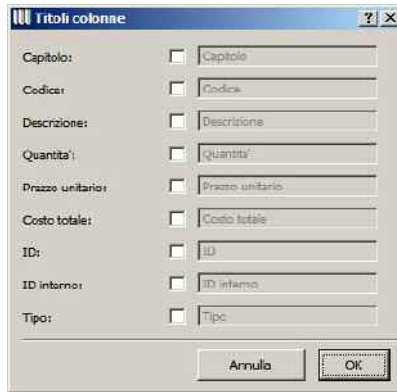 Titoli colonne
Capitolo: Capitolo
Codice: Codice
Descrizione: Descrizione
Quantita': Quantita'
Prezzo unitario: Prezzo unitario
Costo totale: Costo totale
ID: ID
ID interno: ID interno
Tipo: Tipo
Annulla OK